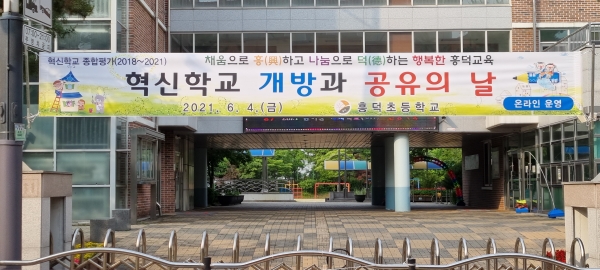 혁신학교 종합평가(2018~2021)
채움으로 흥(興)하고 나눔으로 덕(德)하는 행복한 흥덕교육
혁신학교 개방과 공유의 날
2021. 6. 4.(금)
흥덕초등학교
온라인 운영